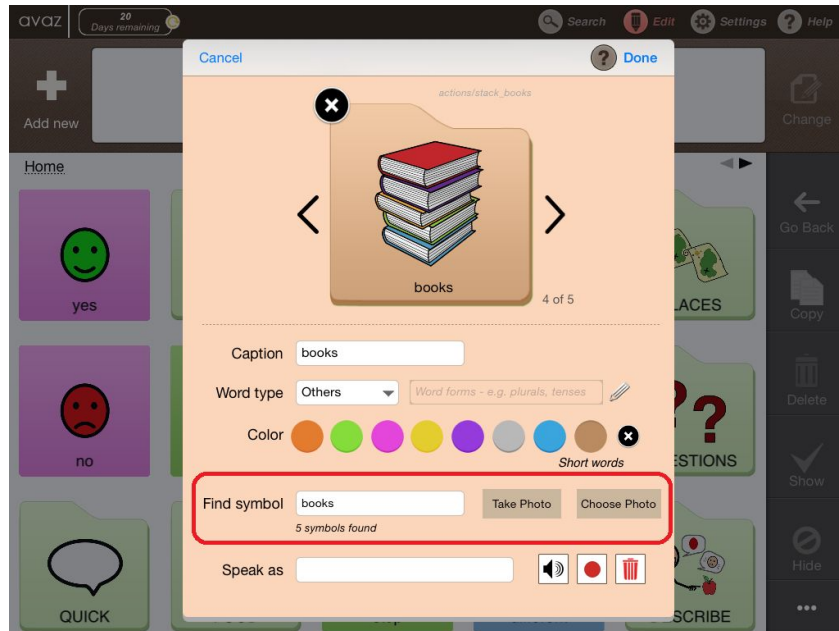 avaz
20
Days remaining
Search
Edit
Settings
? Help
Add new
Change
Cancel
? Done
actions/stack_books
books
4 of 5
Home
Go Back
yes
LACES
Copy
Caption books
Word type Others Word forms - e.g. plurals, tenses
Delete
Color
Short words
no
STIONS
Show
Find symbol books Take Photo Choose Photo
5 symbols found
Speak as
Hide
QUICK
SCRIBE